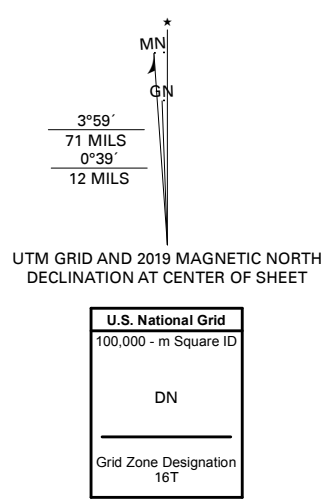 MN
GN
3°59´
71 MILS
0°39´
12 MILS
UTM GRID AND 2019 MAGNETIC NORTH
DECLINATION AT CENTER OF SHEET
U.S. National Grid
100,000 - m Square ID
DN
Grid Zone Designation
16T